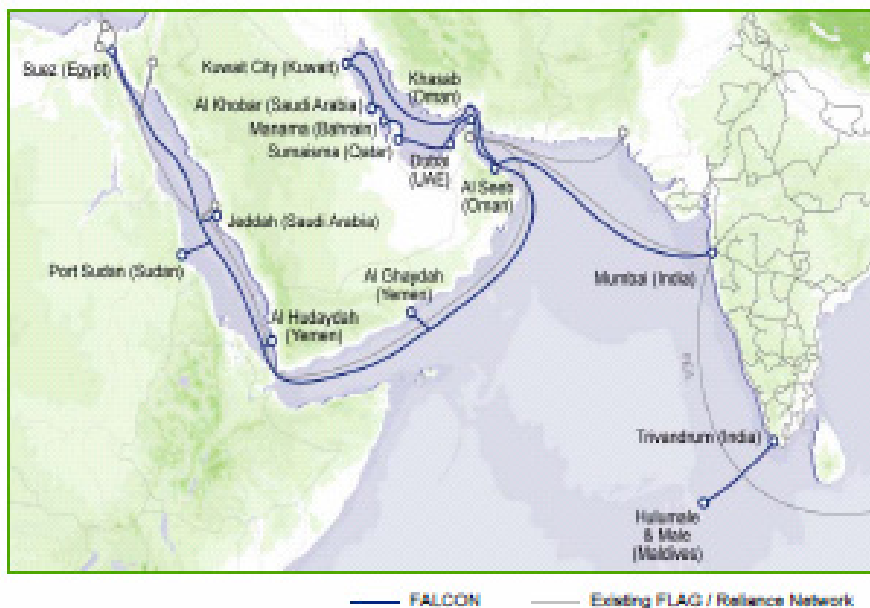 Suez (Egypt)
Kuwait City (Kuwait)
Khasab
(Oman)
Al Khobar (Saudi Arabia)
Manama (Bahrain)
Sumaisma (Qatar)
Dubai
(UAE)
Al Seeb
(Oman)
Jeddah (Saudi Arabia)
Port Sudan (Sudan)
Al Ghaydah
(Yemen)
Mumbai (India)
Al Hudaydah
(Yemen)
Trivandrum (India)
Hulumale
& Male
(Maldives)
FALCON
Existing FLAG / Reliance Network